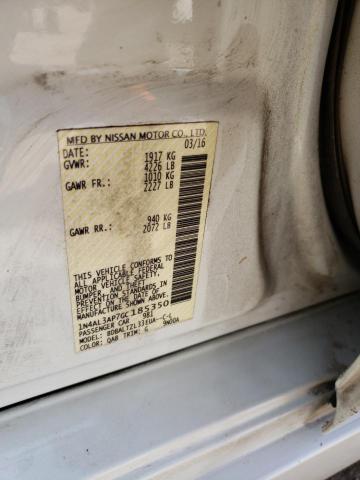 MFD BY NISSAN MOTOR CO., LTD.
DATE: 03/16
GVWR: 1917 KG
4226 LB
GAWR FR: 1010 KG
2227 LB
GAWR RR: 940 KG
2072 LB
THIS VEHICLE CONFORMS TO
ALL APPLICABLE FEDERAL
MOTOR VEHICLE SAFETY,
BUMPER, AND THEFT
PREVENTION STANDARDS
IN EFFECT ON THE DATE OF
MANUFACTURE SHOWN ABOVE.
1N4AL3AP7GC185350
PASSENGER CAR 981
MODEL: BDBALTZL33EUA--C-L
COLOR: QAB TRIM: G 9N00A